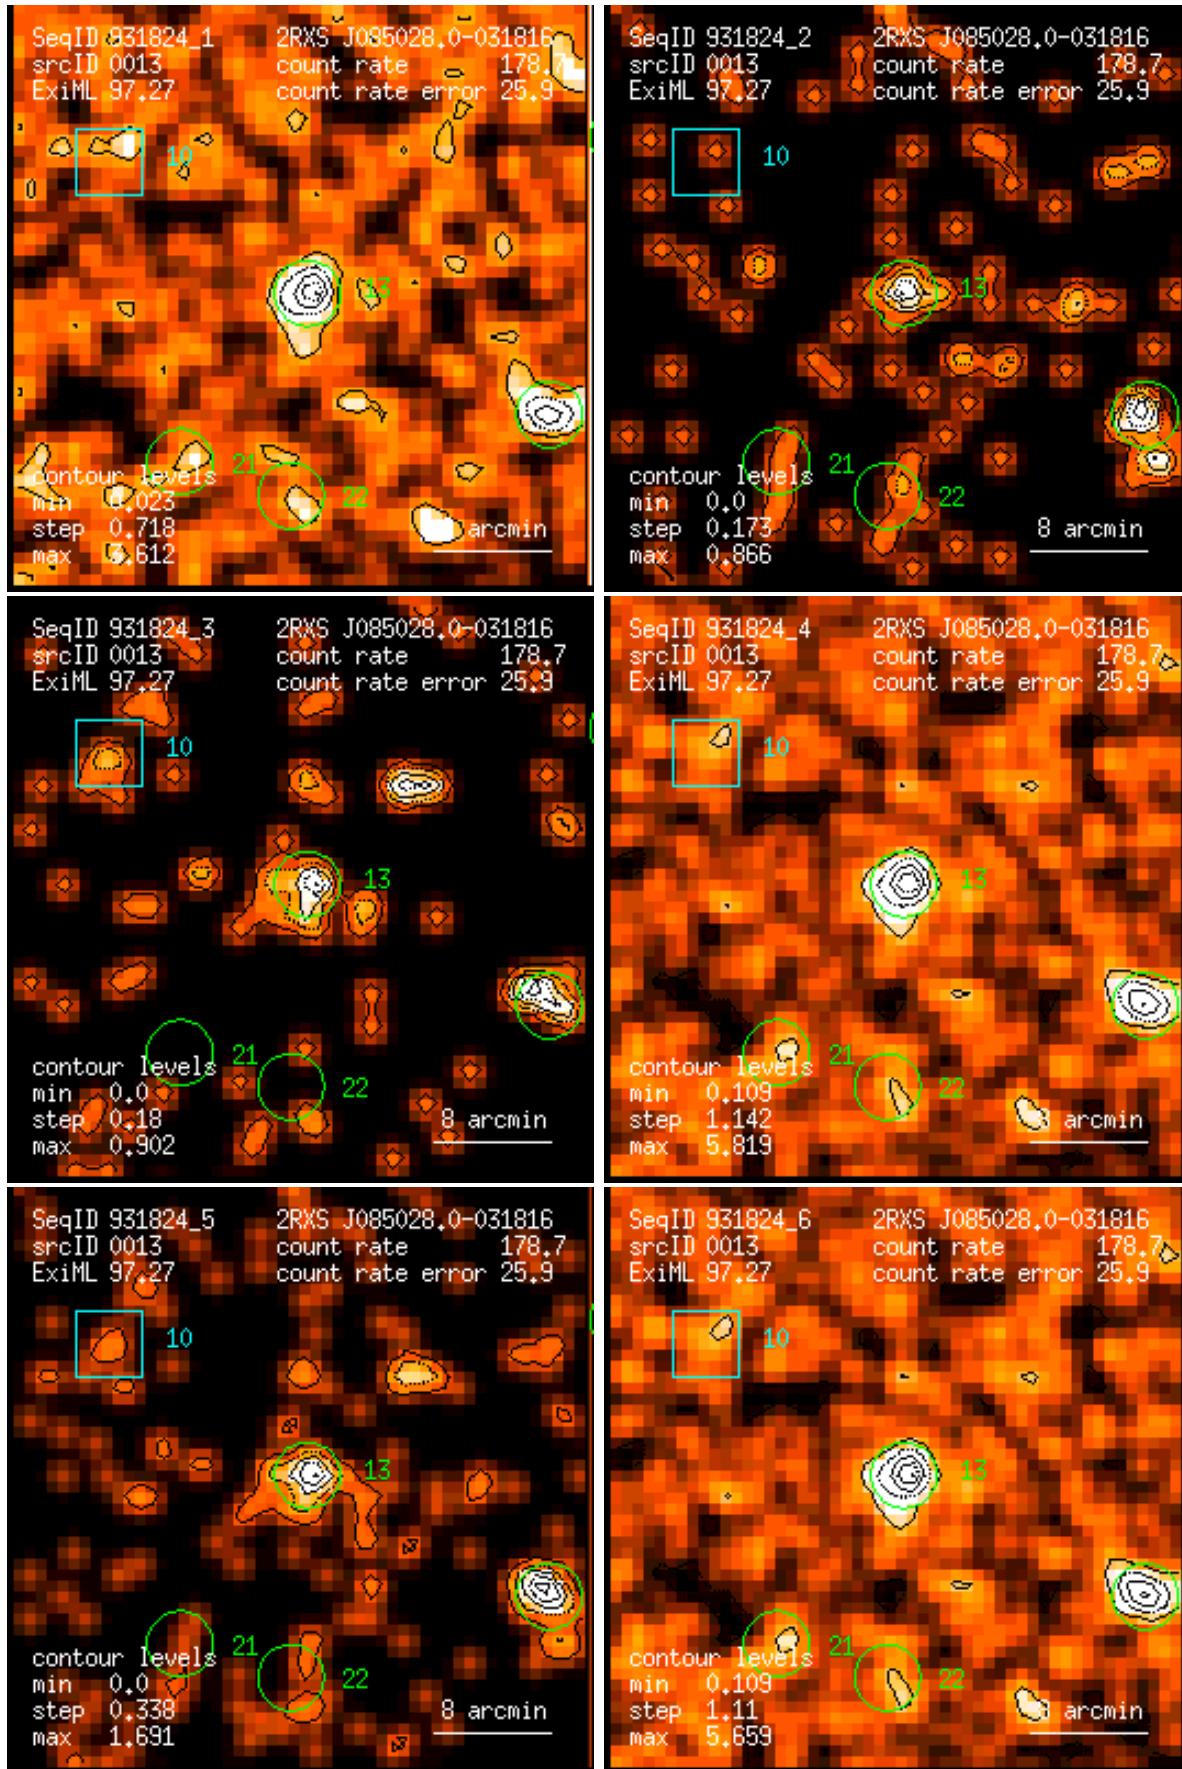 SeqID 931824_1 2RXS J085028.0-031816
srcID 0013 count rate 178.7
ExiML 97.27 count rate error 25.9
10
13
21
contour levels
22
min 0.023
step 0.718 8 arcmin
max 3.612
SeqID 931824_2 2RXS J085028.0-031816
srcID 0013 count rate 178.7
ExiML 97.27 count rate error 25.9
10
13
21
contour levels
22
min 0.0
step 0.173 8 arcmin
max 0.866
SeqID 931824_3 2RXS J085028.0-031816
srcID 0013 count rate 178.7
ExiML 97.27 count rate error 25.9
10
13
21
contour levels
22
min 0.0
step 0.18 8 arcmin
max 0.902
SeqID 931824_4 2RXS J085028.0-031816
srcID 0013 count rate 178.7
ExiML 97.27 count rate error 25.9
10
13
21
contour levels
22
min 0.109
step 1.142 8 arcmin
max 5.819
SeqID 931824_5 2RXS J085028.0-031816
srcID 0013 count rate 178.7
ExiML 97.27 count rate error 25.9
10
13
21
contour levels
22
min 0.0
step 0.338 8 arcmin
max 1.691
SeqID 931824_6 2RXS J085028.0-031816
srcID 0013 count rate 178.7
ExiML 97.27 count rate error 25.9
10
13
21
contour levels
22
min 0.109
step 1.11 8 arcmin
max 5.659